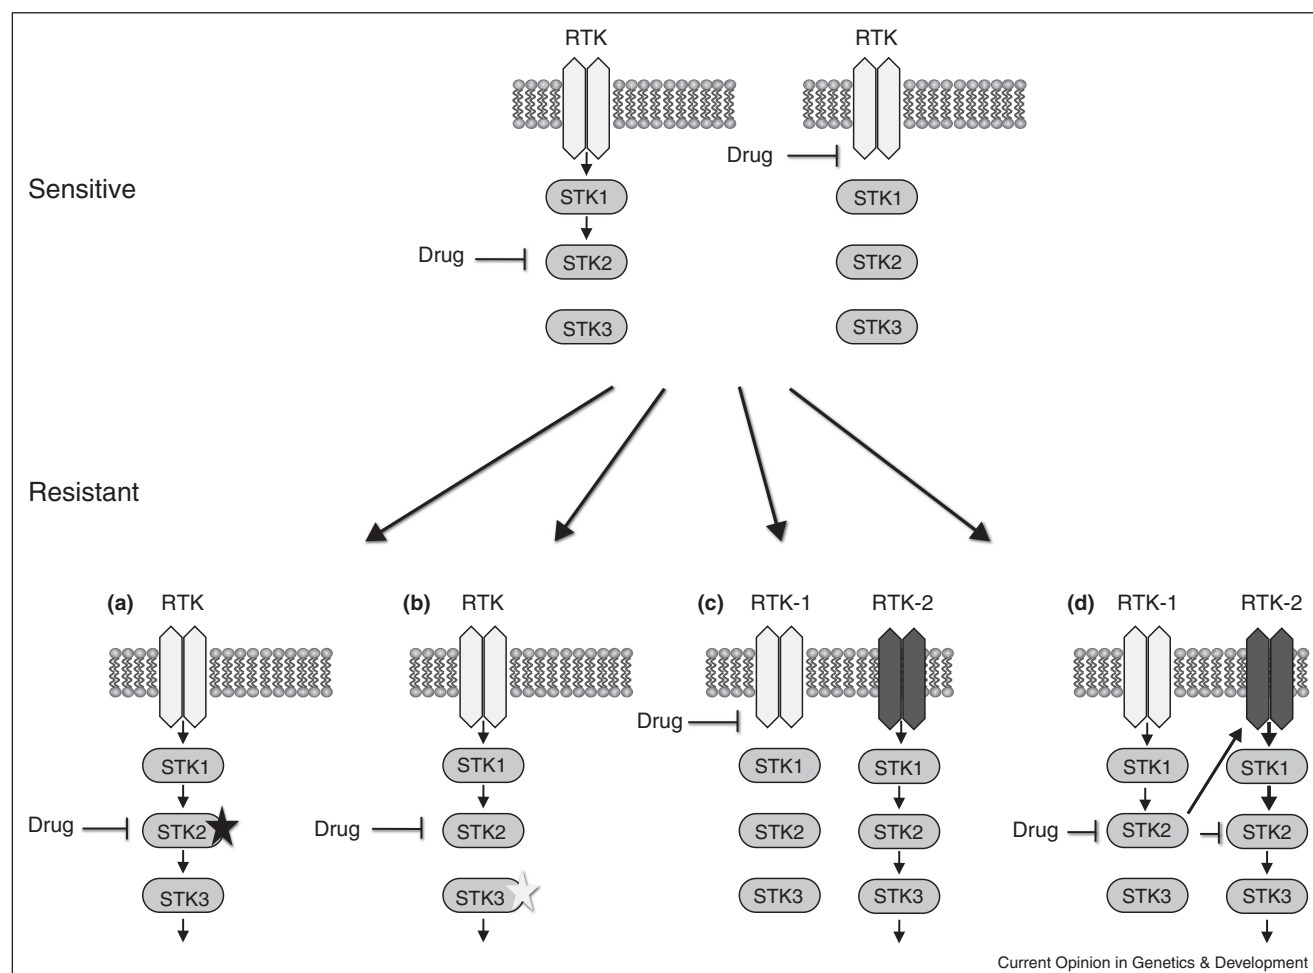 RTK RTK
Drug
STK1 STK1
Sensitive
Drug
STK2 STK2
STK3 STK3
Resistant
(a) RTK (b) RTK (c) RTK-1 RTK-2 (d) RTK-1 RTK-2
Drug
STK1 STK1 STK1 STK1 STK1 STK1
Drug STK2 Drug STK2 STK2 STK2 Drug STK2 STK2
STK3 STK3 STK3 STK3 STK3 STK3
Current Opinion in Genetics & Development